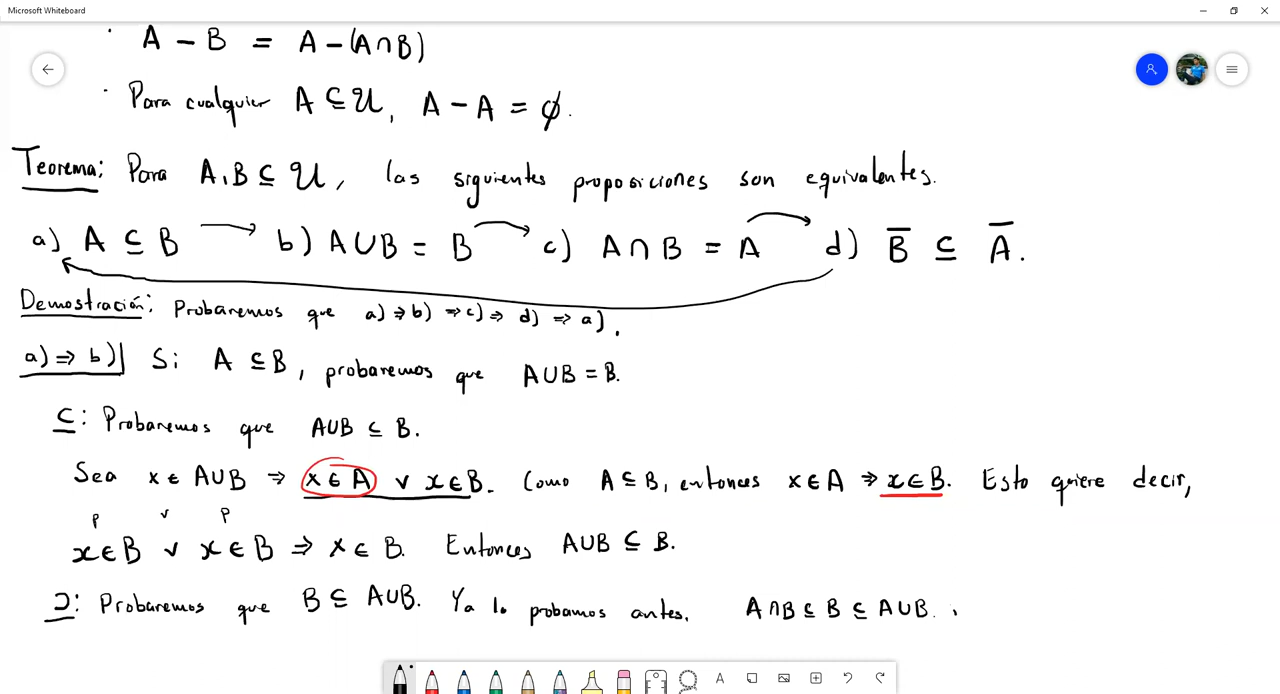 Microsoft Whiteboard
· A - B = A - (A ∩ B)
· Para cualquier A ⊆ U, A - A = ∅.
Teorema: Para A, B ⊆ U, las siguientes proposiciones son equivalentes.
a) A ⊆ B → b) A ∪ B = B → c) A ∩ B = A → d) B̅ ⊆ A̅.
Demostración: Probaremos que a) ⇒ b) ⇒ c) ⇒ d) ⇒ a).
a) ⇒ b)| Si A ⊆ B, probaremos que A ∪ B = B.
⊆: Probaremos que A ∪ B ⊆ B.
Sea x ∈ A ∪ B ⇒ x ∈ A ∨ x ∈ B. Como A ⊆ B, entonces x ∈ A ⇒ x ∈ B. Esto quiere decir,
p ∨ p
x ∈ B ∨ x ∈ B ⇒ x ∈ B. Entonces A ∪ B ⊆ B.
⊇: Probaremos que B ⊆ A ∪ B. Ya lo probamos antes. A ∩ B ⊆ B ⊆ A ∪ B.